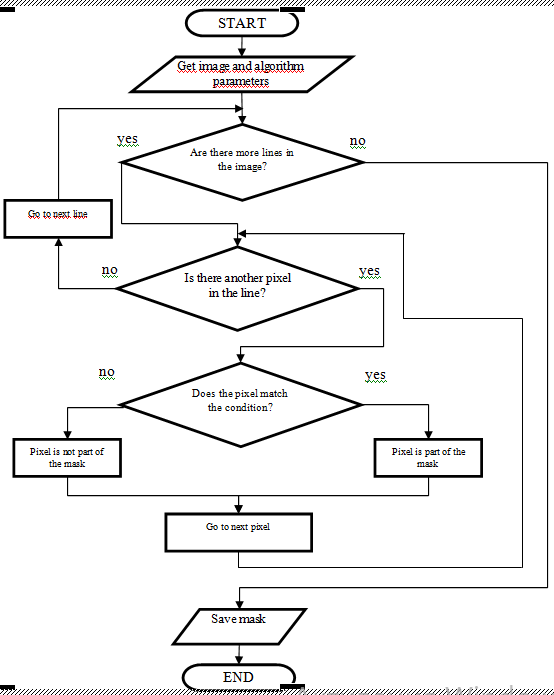 START
Get image and algorithm
parameters
yes
no
Are there more lines in
the image?
Go to next line
no
yes
Is there another pixel
in the line?
no
yes
Does the pixel match
the condition?
Pixel is not part of
the mask
Pixel is part of the
mask
Go to next pixel
Save mask
END